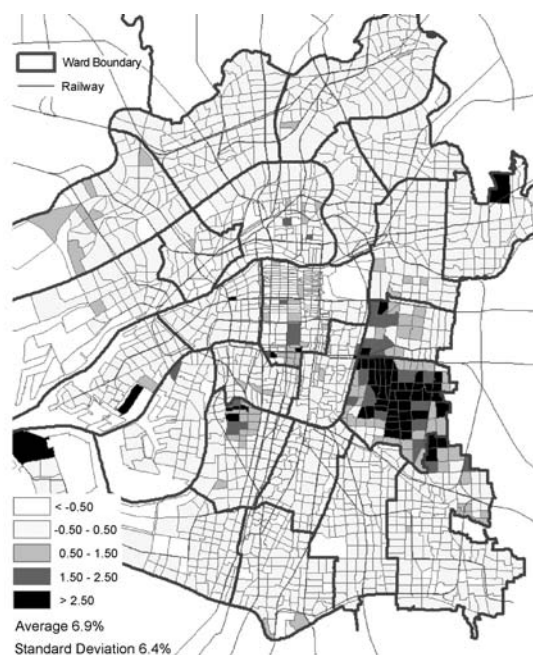 Ward Boundary
Railway
< -0.50
-0.50 - 0.50
0.50 - 1.50
1.50 - 2.50
> 2.50
Average 6.9%
Standard Deviation 6.4%